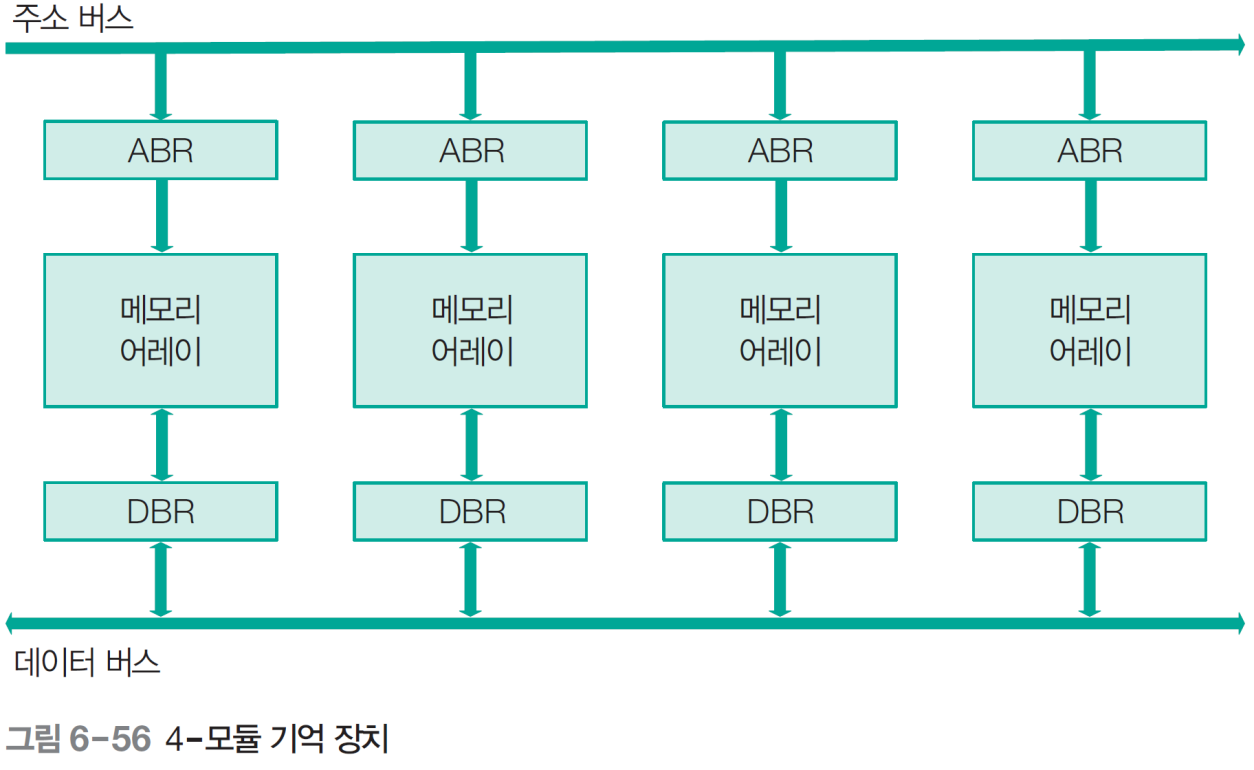 주소 버스
ABR ABR ABR ABR
메모리 메모리 메모리 메모리
어레이 어레이 어레이 어레이
DBR DBR DBR DBR
데이터 버스
그림 6-56 4-모듈 기억 장치